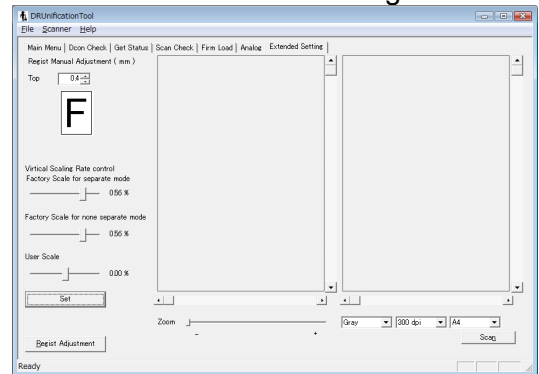 DRUnificationTool
File Scanner Help
Main Menu Dcon Check Get Status Scan Check Firm Load Analog Extended Setting
Regist Manual Adjustment ( mm )
Top 0.4
F
Virtical Scaling Rate control
Factory Scale for separate mode
0.56 %
Factory Scale for none separate mode
0.56 %
User Scale
0.00 %
Set
Zoom
- +
Gray 300 dpi A4
Scan
Regist Adjustment
Ready